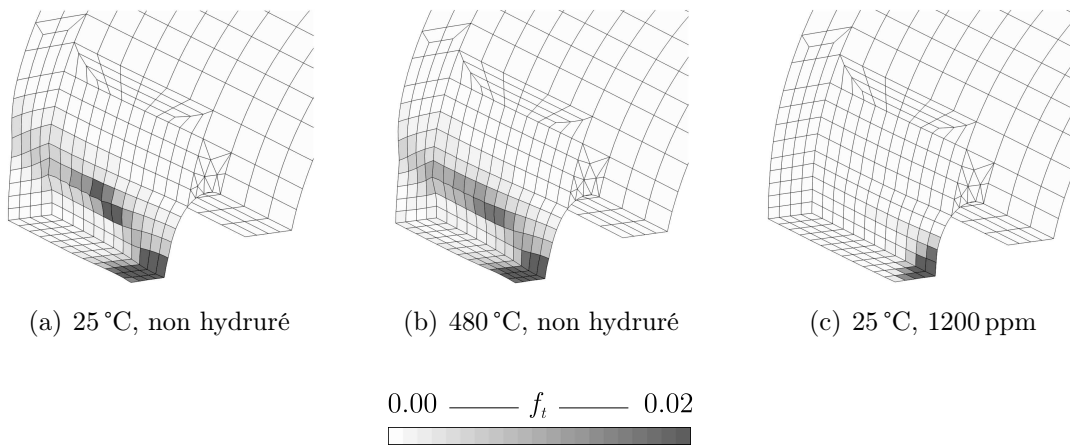 (a) 25 °C, non hydruré
(b) 480 °C, non hydruré
(c) 25 °C, 1200 ppm
0.00 —— f_t —— 0.02